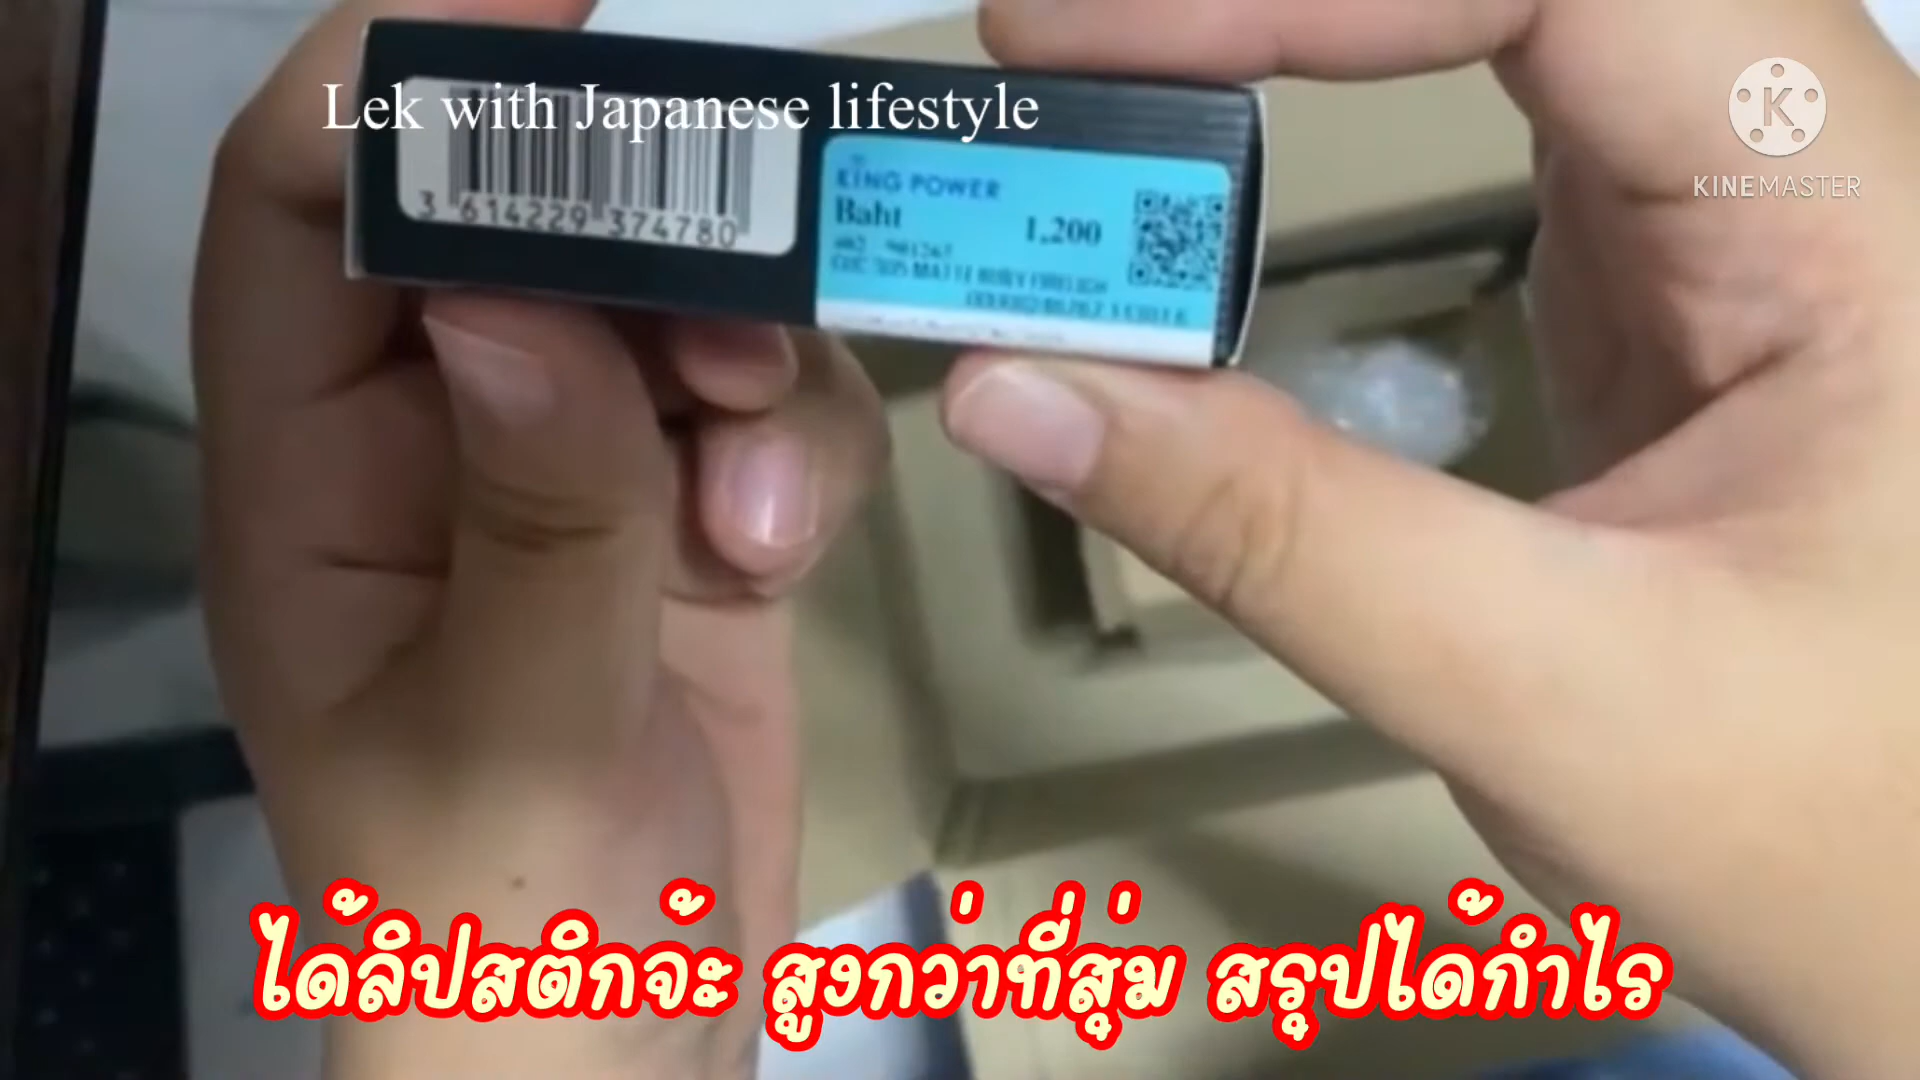 Lek with Japanese lifestyle
K
KINEMASTER
3 614229 374780
KING POWER
Baht 1,200
ได้ลิปสติกจ้ะ สูงกว่าที่สุ่ม สรุปได้กำไร